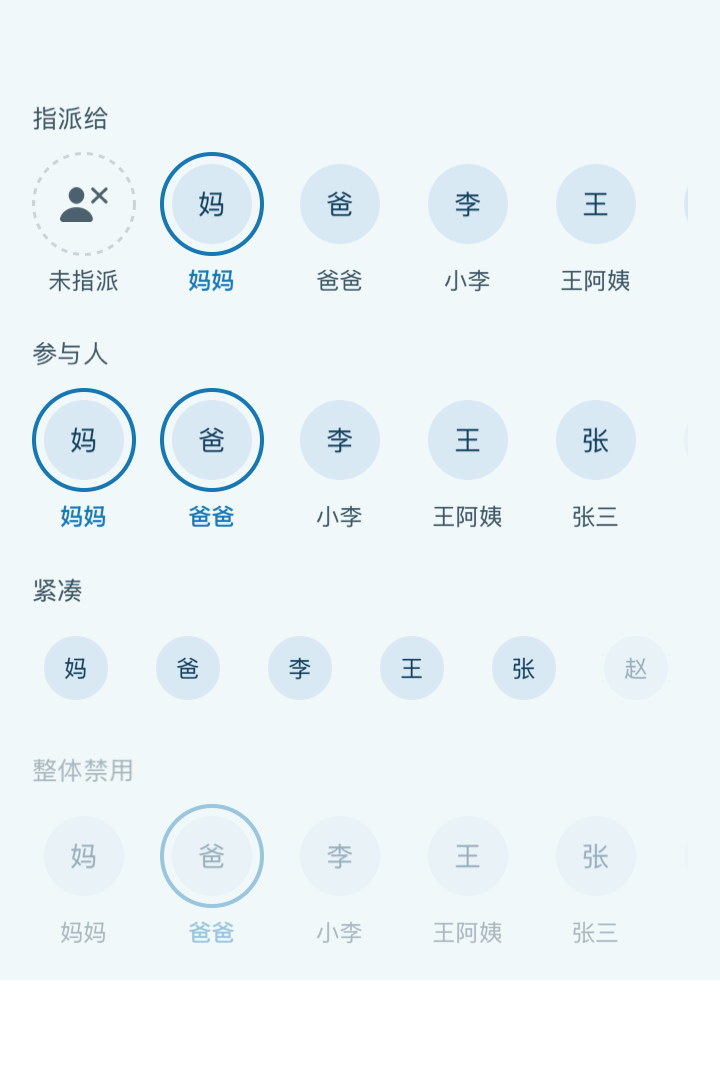 指派给
妈 爸 李 王
未指派 妈妈 爸爸 小李 王阿姨
参与人
妈 爸 李 王 张
妈妈 爸爸 小李 王阿姨 张三
紧凑
妈 爸 李 王 张 赵
整体禁用
妈 爸 李 王 张
妈妈 爸爸 小李 王阿姨 张三